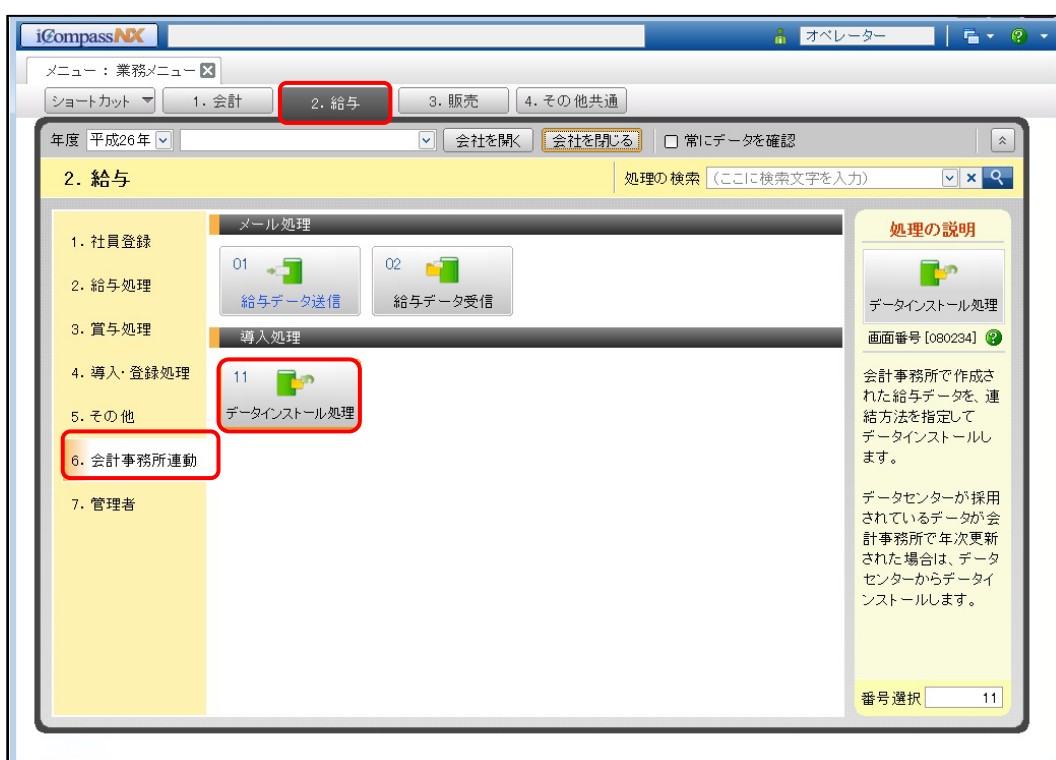 iCompassNX
オペレーター
メニュー : 業務メニュー
ショートカット
1. 会計
2. 給与
3. 販売
4. その他共通
年度 平成26年
会社を開く
会社を閉じる
常にデータを確認
2. 給与
処理の検索 (ここに検索文字を入力)
1. 社員登録
2. 給与処理
3. 賞与処理
4. 導入・登録処理
5. その他
6. 会計事務所連動
7. 管理者
メール処理
01
給与データ送信
02
給与データ受信
導入処理
11
データインストール処理
処理の説明
データインストール処理
画面番号 [080234]
会計事務所で作成さ
れた給与データを、連
結方法を指定して
データインストールし
ます。
データセンターが採用
されているデータが会
計事務所で年次更新
された場合は、データ
センターからデータイ
ンストールします。
番号選択 11